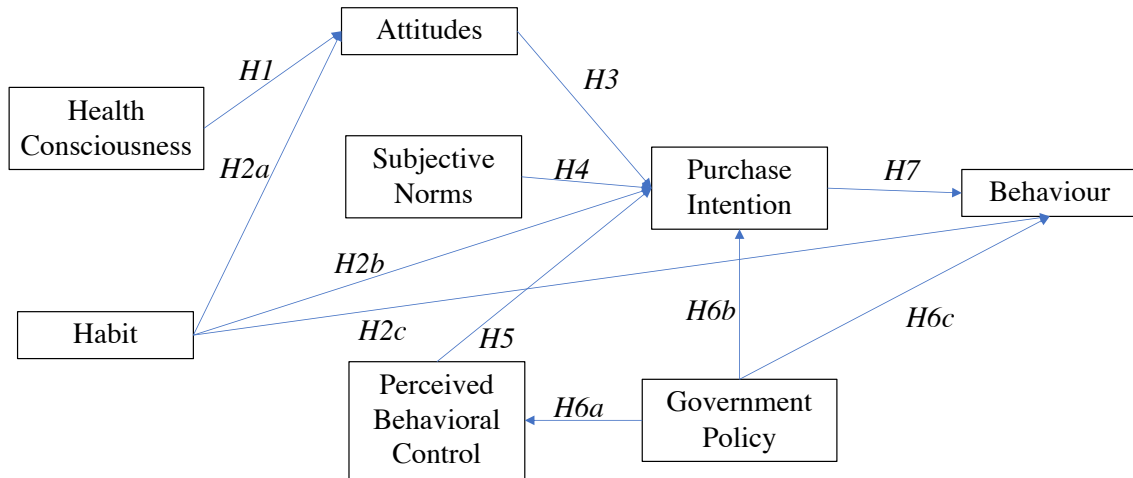 Attitudes
H1
H3
Health
Consciousness
H2a
Subjective
Norms
H4
Purchase
Intention
H7
Behaviour
H2b
Habit
H2c
H5
H6b
H6c
Perceived
Behavioral
Control
H6a
Government
Policy